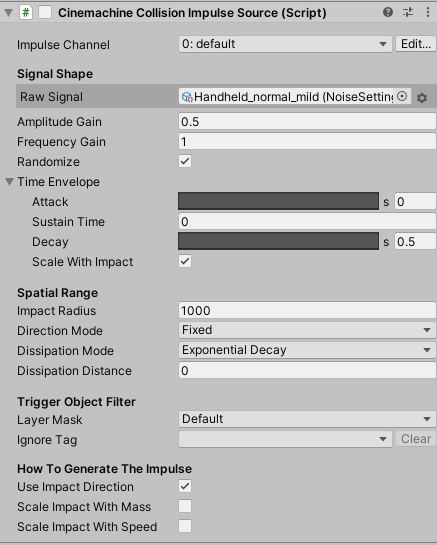 # Cinemachine Collision Impulse Source (Script)
Impulse Channel 0: default Edit...
Signal Shape
Raw Signal Handheld_normal_mild (NoiseSetting
Amplitude Gain 0.5
Frequency Gain 1
Randomize
Time Envelope
Attack s 0
Sustain Time 0
Decay s 0.5
Scale With Impact
Spatial Range
Impact Radius 1000
Direction Mode Fixed
Dissipation Mode Exponential Decay
Dissipation Distance 0
Trigger Object Filter
Layer Mask Default
Ignore Tag Clear
How To Generate The Impulse
Use Impact Direction
Scale Impact With Mass
Scale Impact With Speed